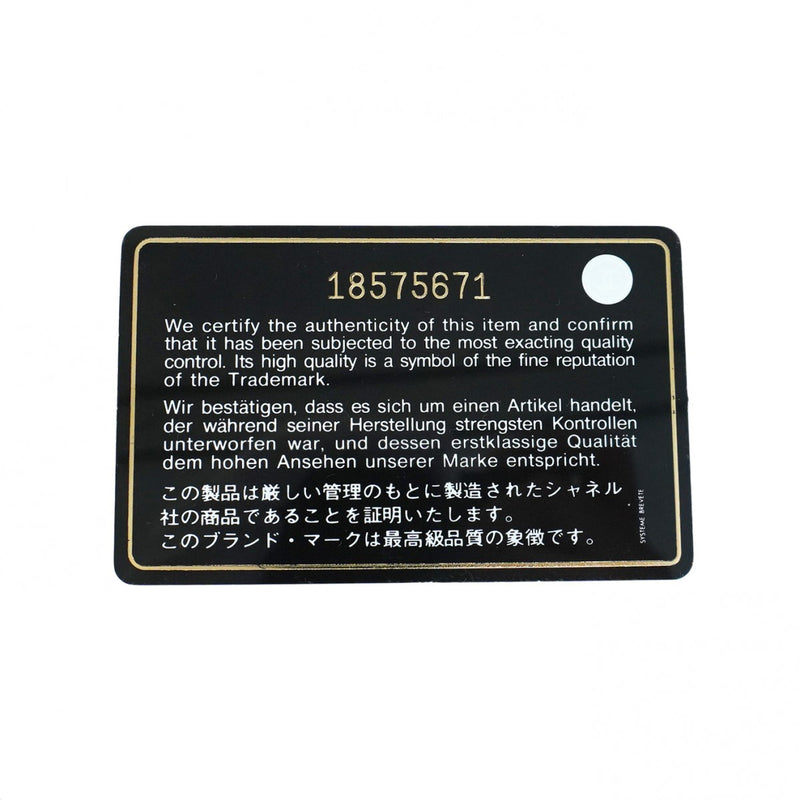 18575671
We certify the authenticity of this item and confirm
that it has been subjected to the most exacting quality
control. Its high quality is a symbol of the fine reputation
of the Trademark.
Wir bestätigen, dass es sich um einen Artikel handelt,
der während seiner Herstellung strengsten Kontrollen
unterworfen war, und dessen erstklassige Qualität
dem hohen Ansehen unserer Marke entspricht.
この製品は厳しい管理のもとに製造されたシャネル
社の商品であることを証明いたします。
このブランド・マークは最高級品質の象徴です。
SYSTEME BREVETE